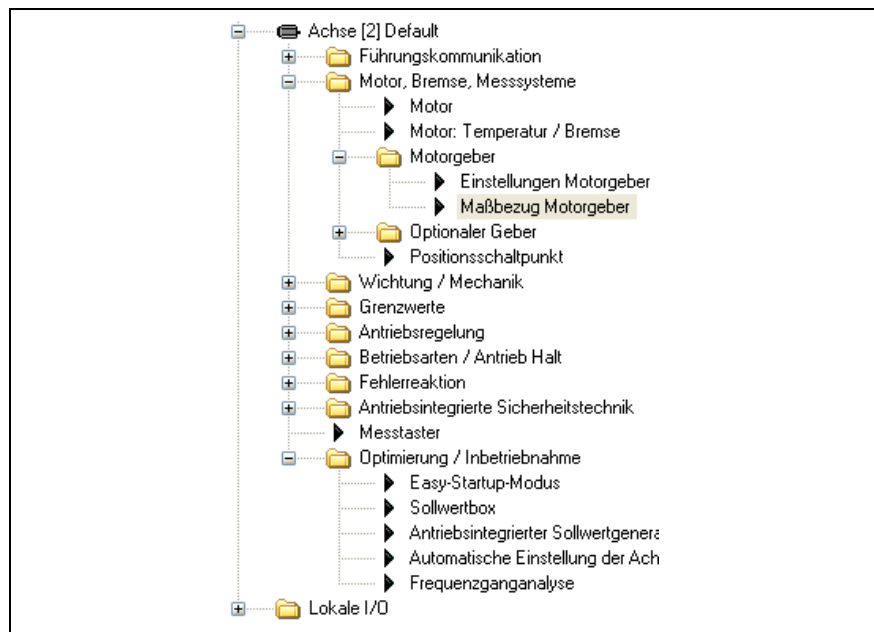 Achse [2] Default
Führungskommunikation
Motor, Bremse, Messsysteme
Motor
Motor: Temperatur / Bremse
Motorgeber
Einstellungen Motorgeber
Maßbezug Motorgeber
Optionaler Geber
Positionsschaltpunkt
Wichtung / Mechanik
Grenzwerte
Antriebsregelung
Betriebsarten / Antrieb Halt
Fehlerreaktion
Antriebsintegrierte Sicherheitstechnik
Messtaster
Optimierung / Inbetriebnahme
Easy-Startup-Modus
Sollwertbox
Antriebsintegrierter Sollwertgenera
Automatische Einstellung der Ach
Frequenzganganalyse
Lokale I/O